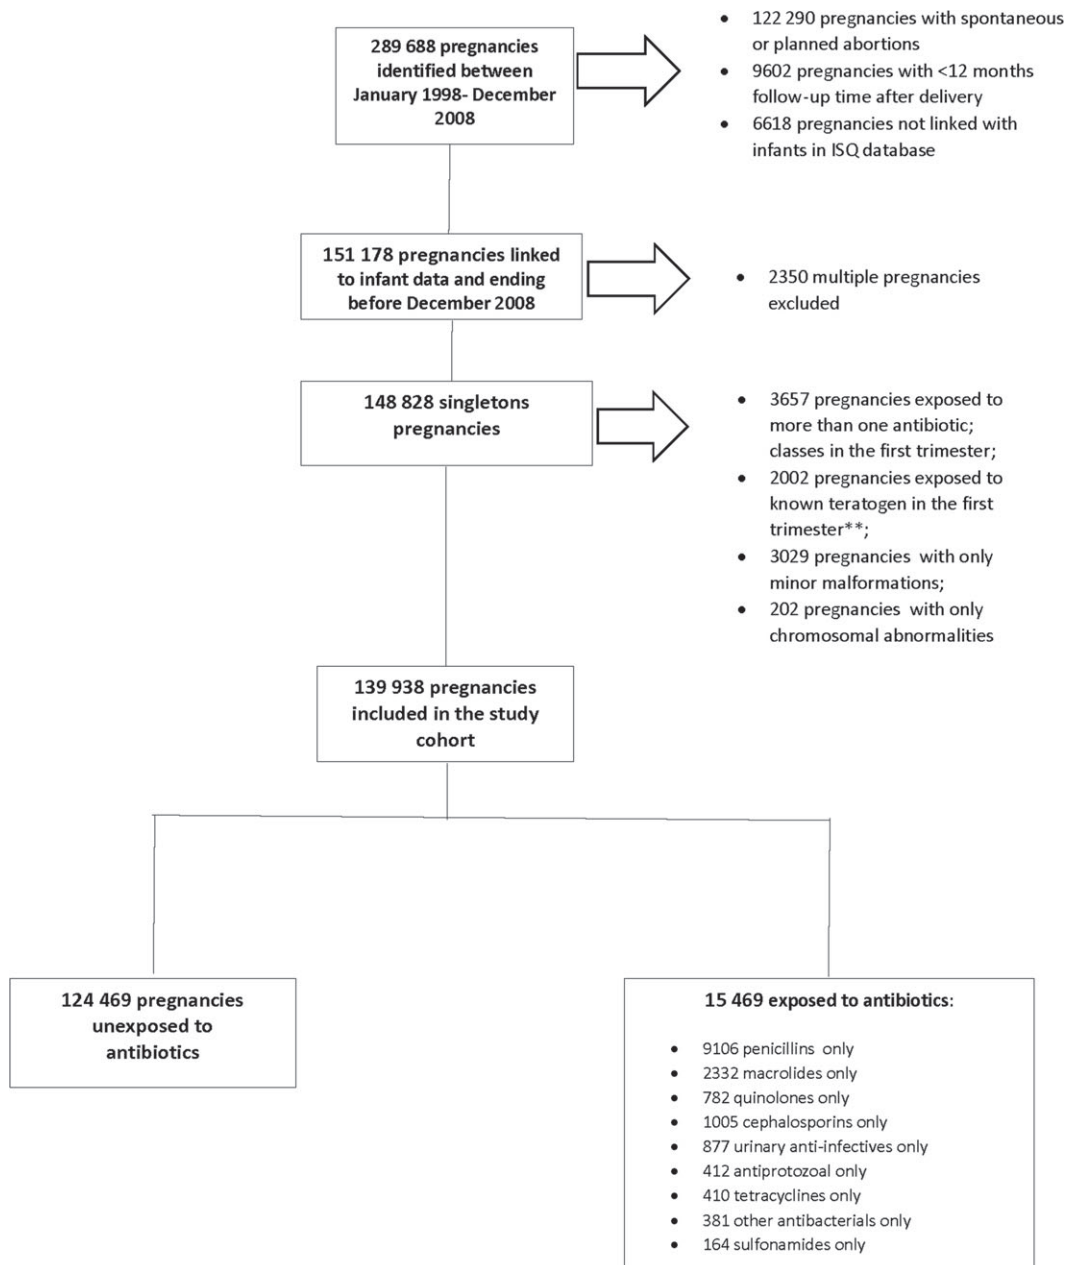 289 688 pregnancies
identified between
January 1998- December
2008
• 122 290 pregnancies with spontaneous
or planned abortions
• 9602 pregnancies with <12 months
follow-up time after delivery
• 6618 pregnancies not linked with
infants in ISQ database
151 178 pregnancies linked
to infant data and ending
before December 2008
• 2350 multiple pregnancies
excluded
148 828 singletons
pregnancies
• 3657 pregnancies exposed to
more than one antibiotic;
classes in the first trimester;
• 2002 pregnancies exposed to
known teratogen in the first
trimester**;
• 3029 pregnancies with only
minor malformations;
• 202 pregnancies with only
chromosomal abnormalities
139 938 pregnancies
included in the study
cohort
124 469 pregnancies
unexposed to
antibiotics
15 469 exposed to antibiotics:
• 9106 penicillins only
• 2332 macrolides only
• 782 quinolones only
• 1005 cephalosporins only
• 877 urinary anti-infectives only
• 412 antiprotozoal only
• 410 tetracyclines only
• 381 other antibacterials only
• 164 sulfonamides only